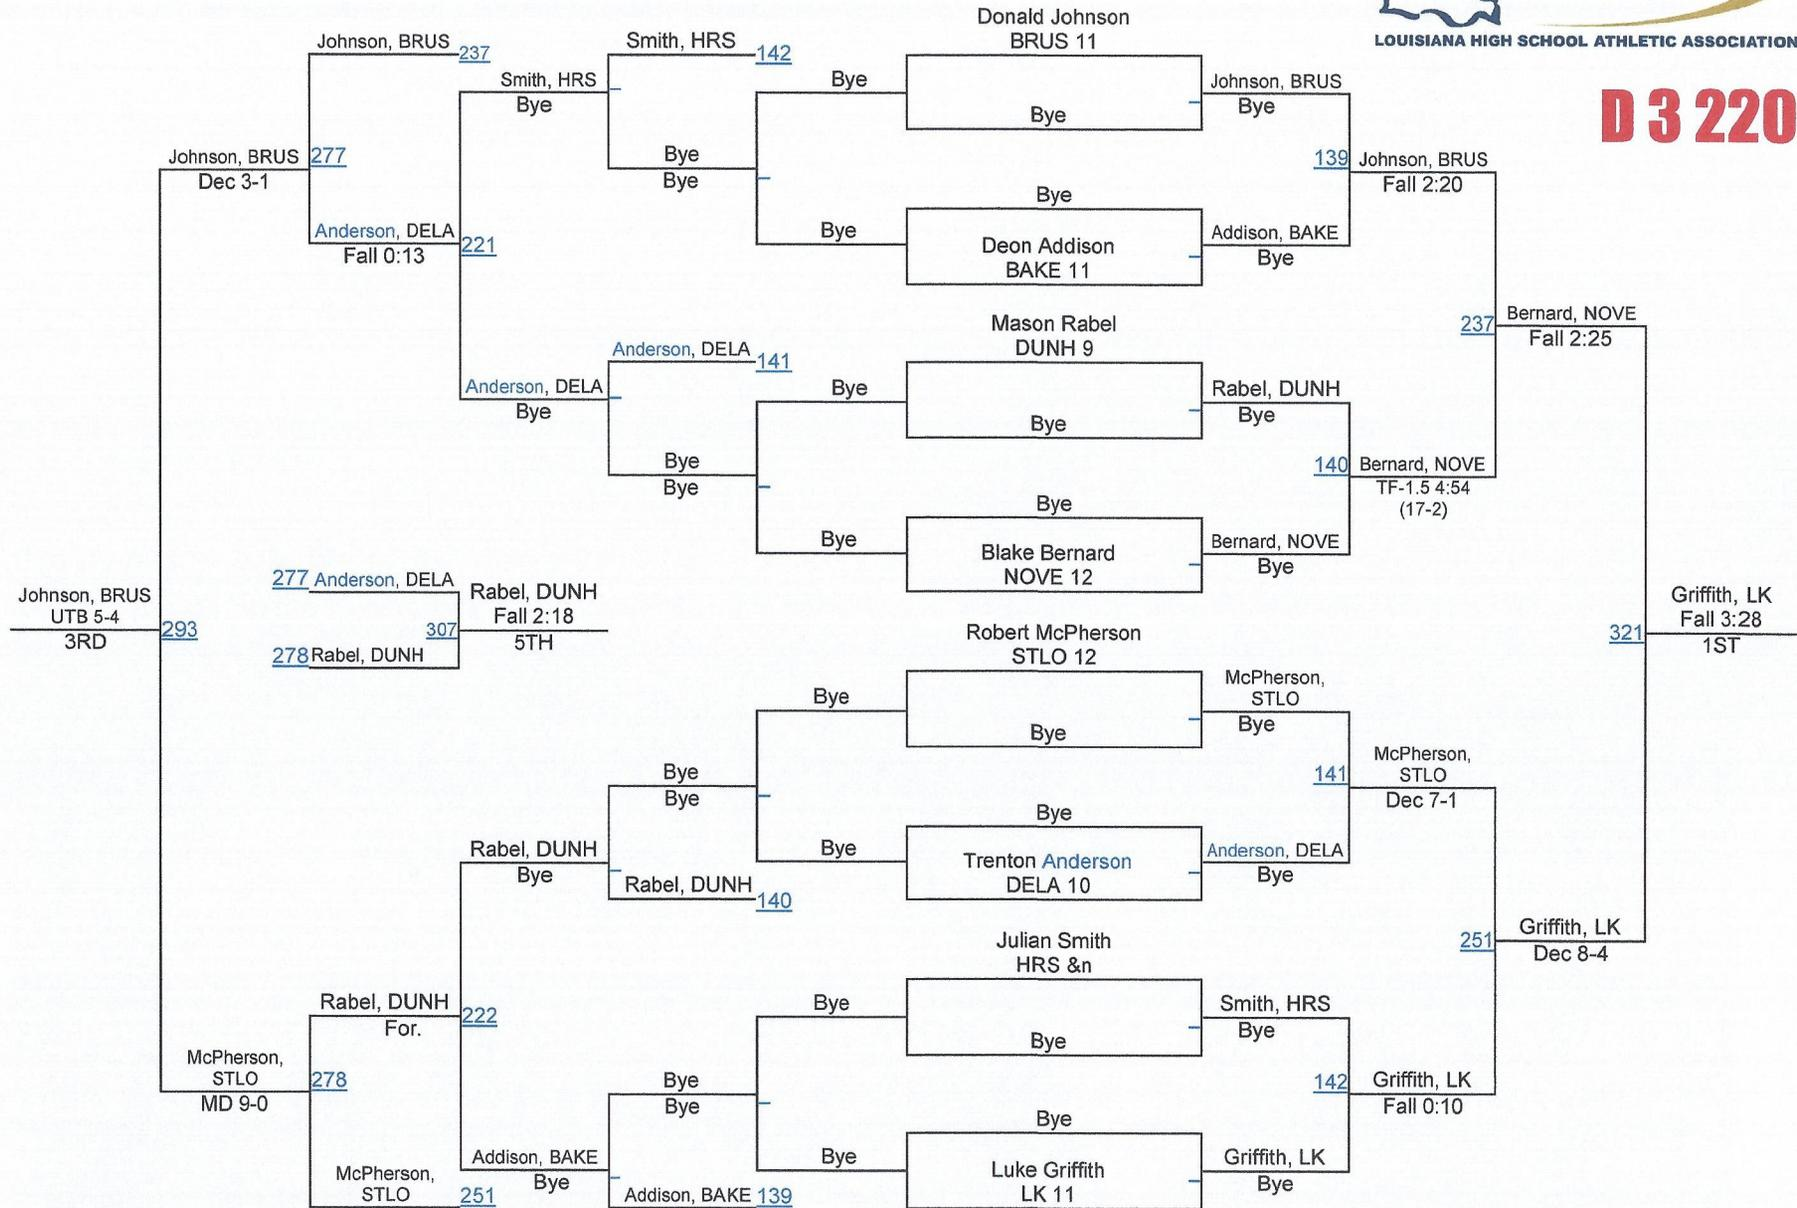 LOUISIANA HIGH SCHOOL ATHLETIC ASSOCIATION
D 3 220
Johnson, BRUS
237
Smith, HRS
Bye
Smith, HRS
142
Bye
Bye
Johnson, BRUS
277
Dec 3-1
Anderson, DELA
Fall 0:13
221
Anderson, DELA
Bye
Anderson, DELA
141
Bye
Bye
Johnson, BRUS
UTB 5-4
3RD
293
277 Anderson, DELA
278 Rabel, DUNH
307
Rabel, DUNH
Fall 2:18
5TH
Rabel, DUNH
Bye
Bye
Bye
Rabel, DUNH
140
Rabel, DUNH
For.
222
McPherson,
STLO
MD 9-0
278
McPherson,
STLO
251
Addison, BAKE
Bye
Bye
Bye
Addison, BAKE
139
Bye
Donald Johnson
BRUS 11
Bye
Bye
Bye
Deon Addison
BAKE 11
Bye
Mason Rabel
DUNH 9
Bye
Bye
Bye
Blake Bernard
NOVE 12
Bye
Robert McPherson
STLO 12
Bye
Bye
Bye
Trenton Anderson
DELA 10
Bye
Julian Smith
HRS &n
Bye
Bye
Bye
Luke Griffith
LK 11
Johnson, BRUS
Bye
139
Johnson, BRUS
Fall 2:20
Addison, BAKE
Bye
Rabel, DUNH
Bye
140
Bernard, NOVE
TF-1.5 4:54
(17-2)
Bernard, NOVE
Bye
237
Bernard, NOVE
Fall 2:25
McPherson,
STLO
Bye
141
McPherson,
STLO
Dec 7-1
Anderson, DELA
Bye
Smith, HRS
Bye
142
Griffith, LK
Fall 0:10
Griffith, LK
Bye
251
Griffith, LK
Dec 8-4
321
Griffith, LK
Fall 3:28
1ST